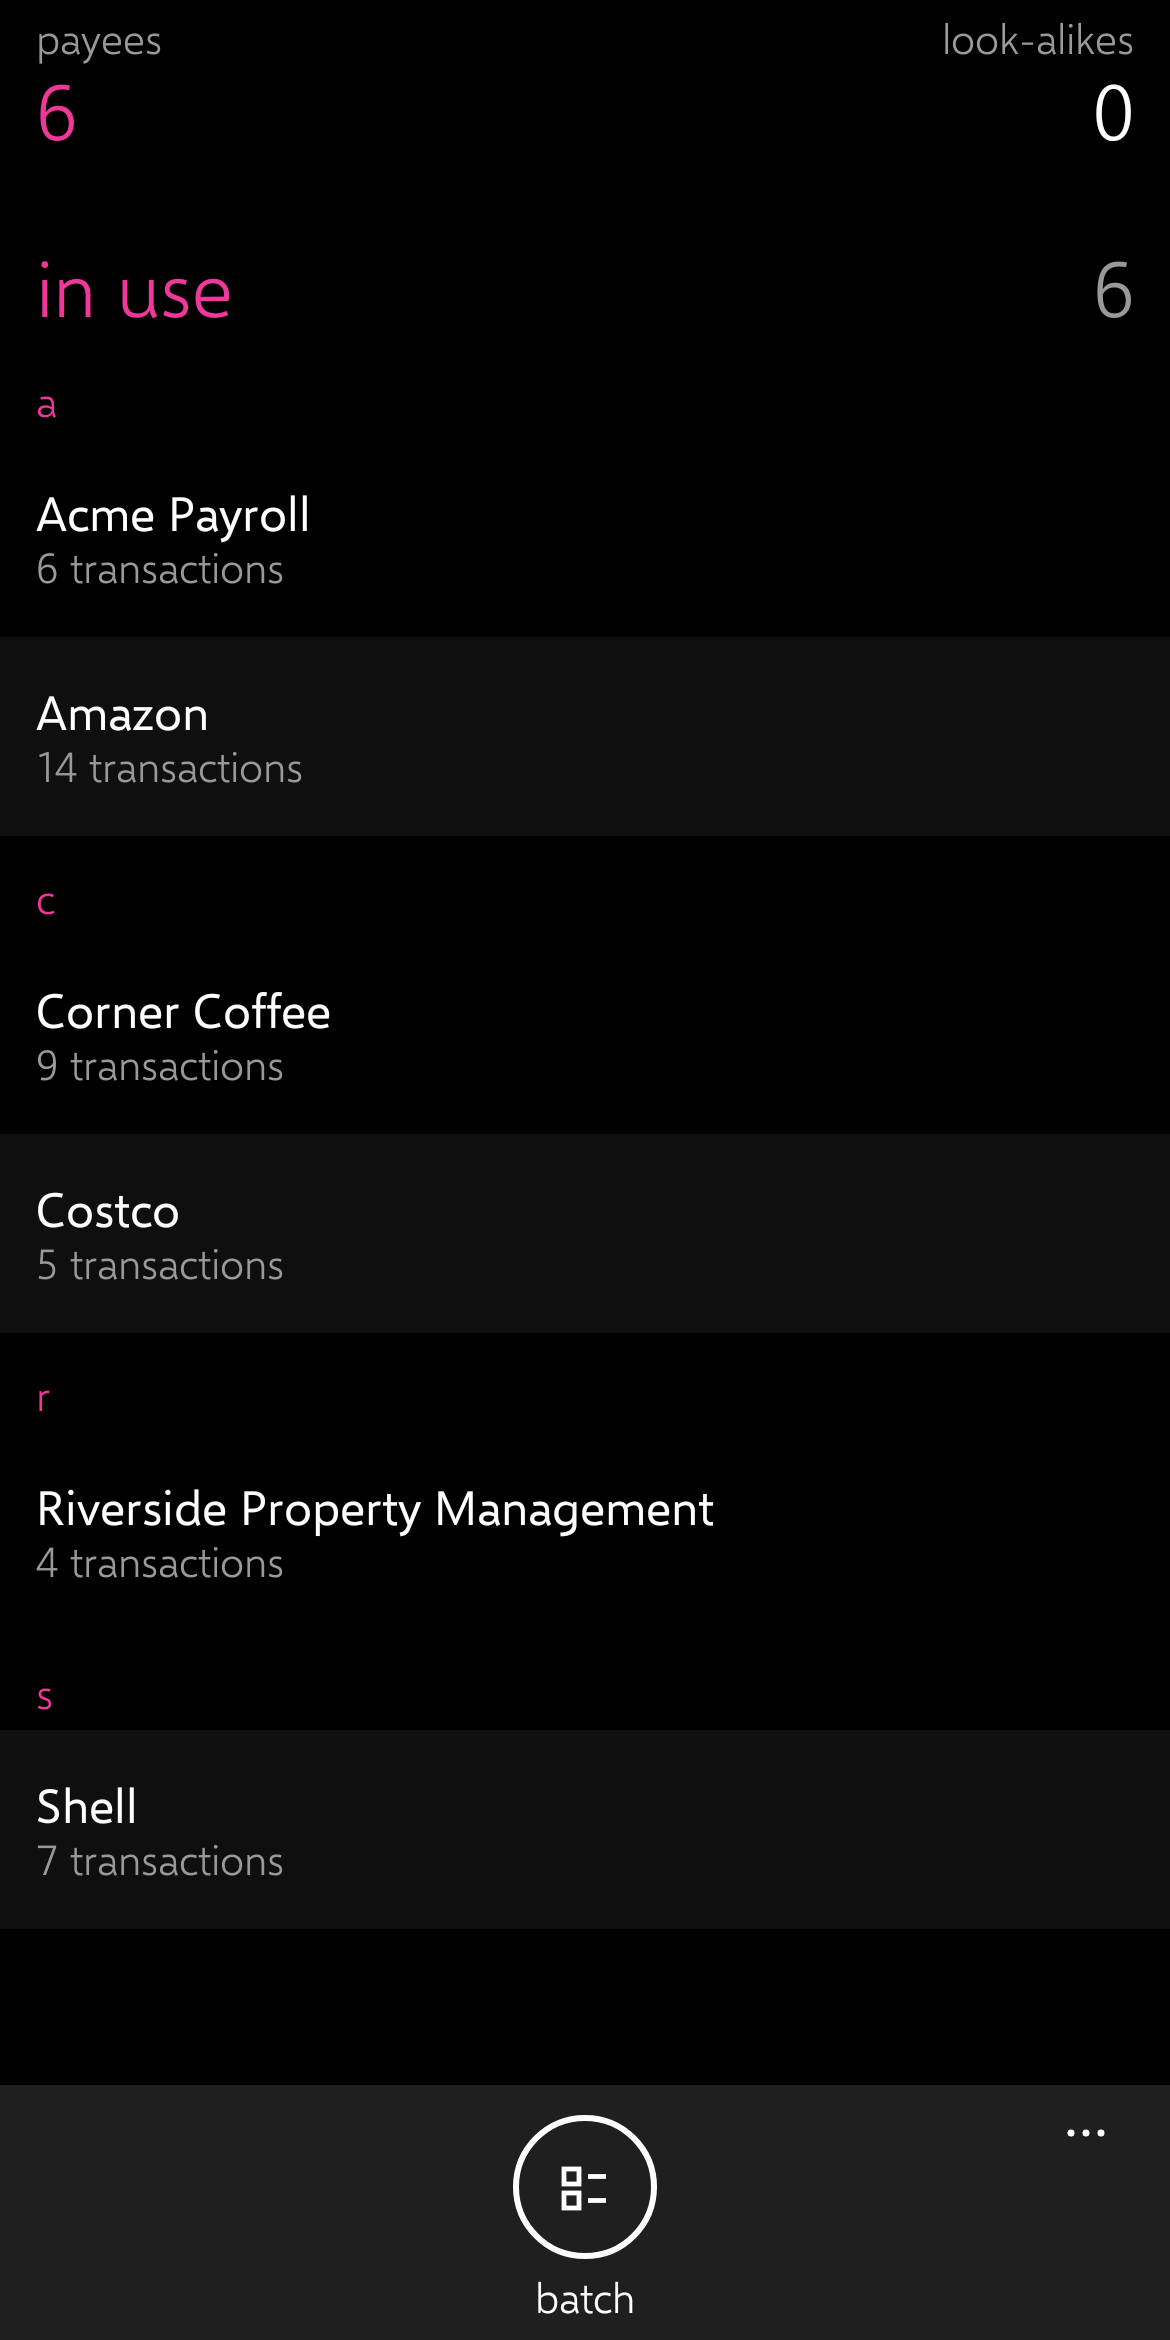 payees look-alikes
6 0
in use 6
a
Acme Payroll
6 transactions
Amazon
14 transactions
c
Corner Coffee
9 transactions
Costco
5 transactions
r
Riverside Property Management
4 transactions
s
Shell
7 transactions
...
batch